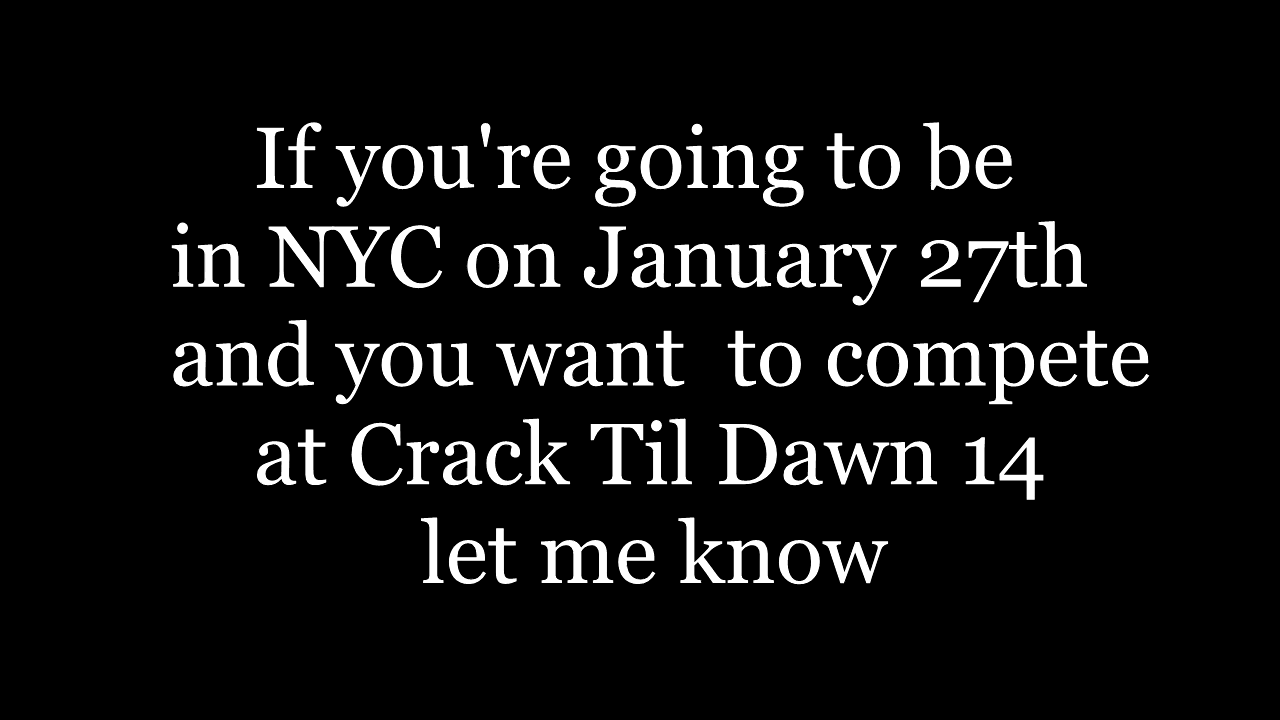 If you're going to be
in NYC on January 27th
and you want  to compete
at Crack Til Dawn 14
let me know